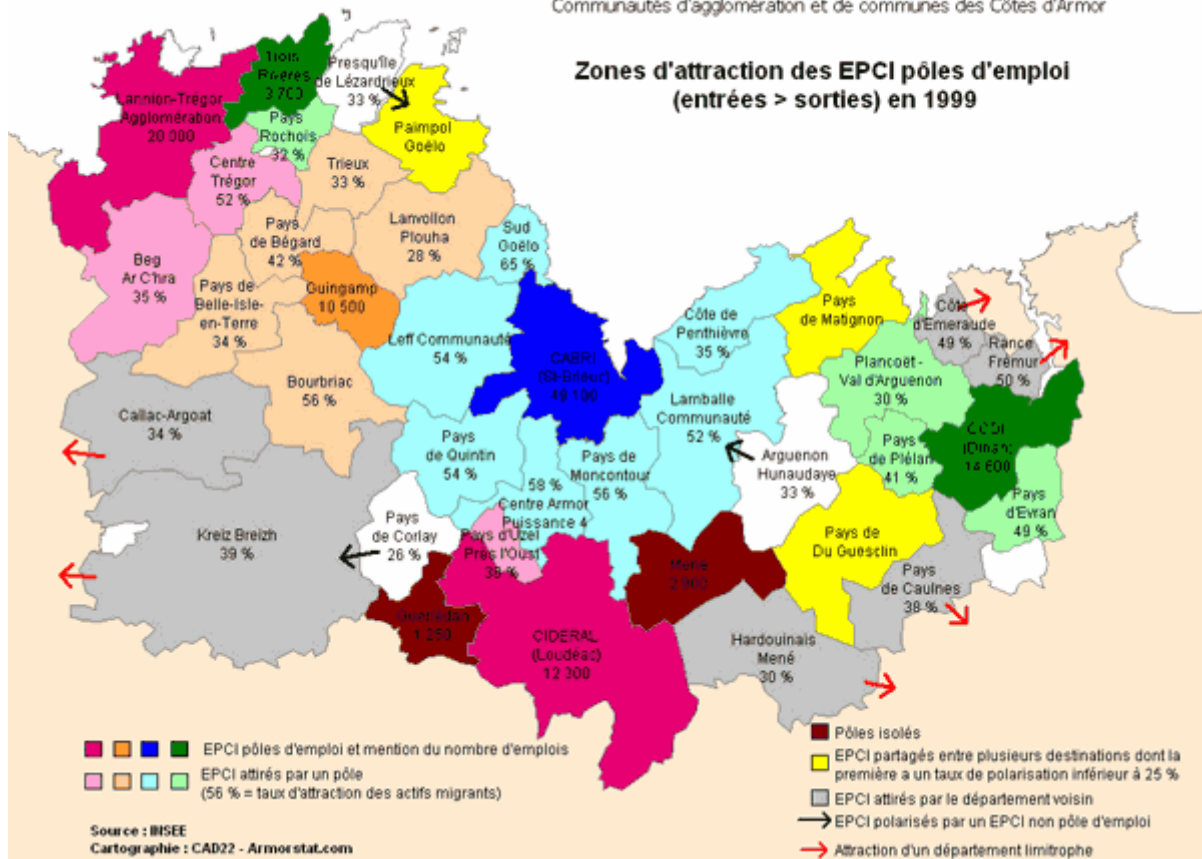 Communautés d'agglomération et de communes des Côtes d'Armor
Zones d'attraction des EPCI pôles d'emploi
(entrées > sorties) en 1999
Trois
Rivières
3 700
Presqu'île
de Lézardrieux
33 %
Lannion-Trégor
Agglomération
20 000
Pays
Rochois
32 %
Paimpol
Goëlo
Centre
Trégor
52 %
Trieux
33 %
Pays
de Bégard
42 %
Lanvollon
Plouha
28 %
Sud
Goëlo
65 %
Beg
Ar C'hra
35 %
Pays de
Belle-Isle-
en-Terre
34 %
Guingamp
10 500
Leff Communauté
54 %
CABRI
(St-Brieuc)
49 100
Côte de
Penthièvre
35 %
Pays
de Matignon
Côte
d'Emeraude
49 %
Rance
Frémur
50 %
Plancoët -
Val d'Arguenon
30 %
Bourbriac
56 %
Callac-Argoat
34 %
Lamballe
Communauté
52 %
CODI
(Dinan)
14 600
Pays
de Quintin
54 %
Pays de
Moncontour
56 %
Arguenon
Hunaudaye
33 %
Pays
de Plélan
41 %
58 %
Centre Armor
Puissance 4
Pays
d'Evran
49 %
Kreiz Breizh
39 %
Pays
de Corlay
26 %
Pays d'Uzel
Près l'Oust
38 %
Mené
2 900
Pays de
Du Guesclin
Pays
de Caulnes
38 %
Guerlédan
1 250
CIDERAL
(Loudéac)
12 300
Hardouinais
Mené
30 %
EPCI pôles d'emploi et mention du nombre d'emplois
EPCI attirés par un pôle
(56 % = taux d'attraction des actifs migrants)
Pôles isolés
EPCI partagés entre plusieurs destinations dont la
première a un taux de polarisation inférieur à 25 %
EPCI attirés par le département voisin
EPCI polarisés par un EPCI non pôle d'emploi
Attraction d'un département limitrophe
Source : INSEE
Cartographie : CAD22 - Armorstat.com